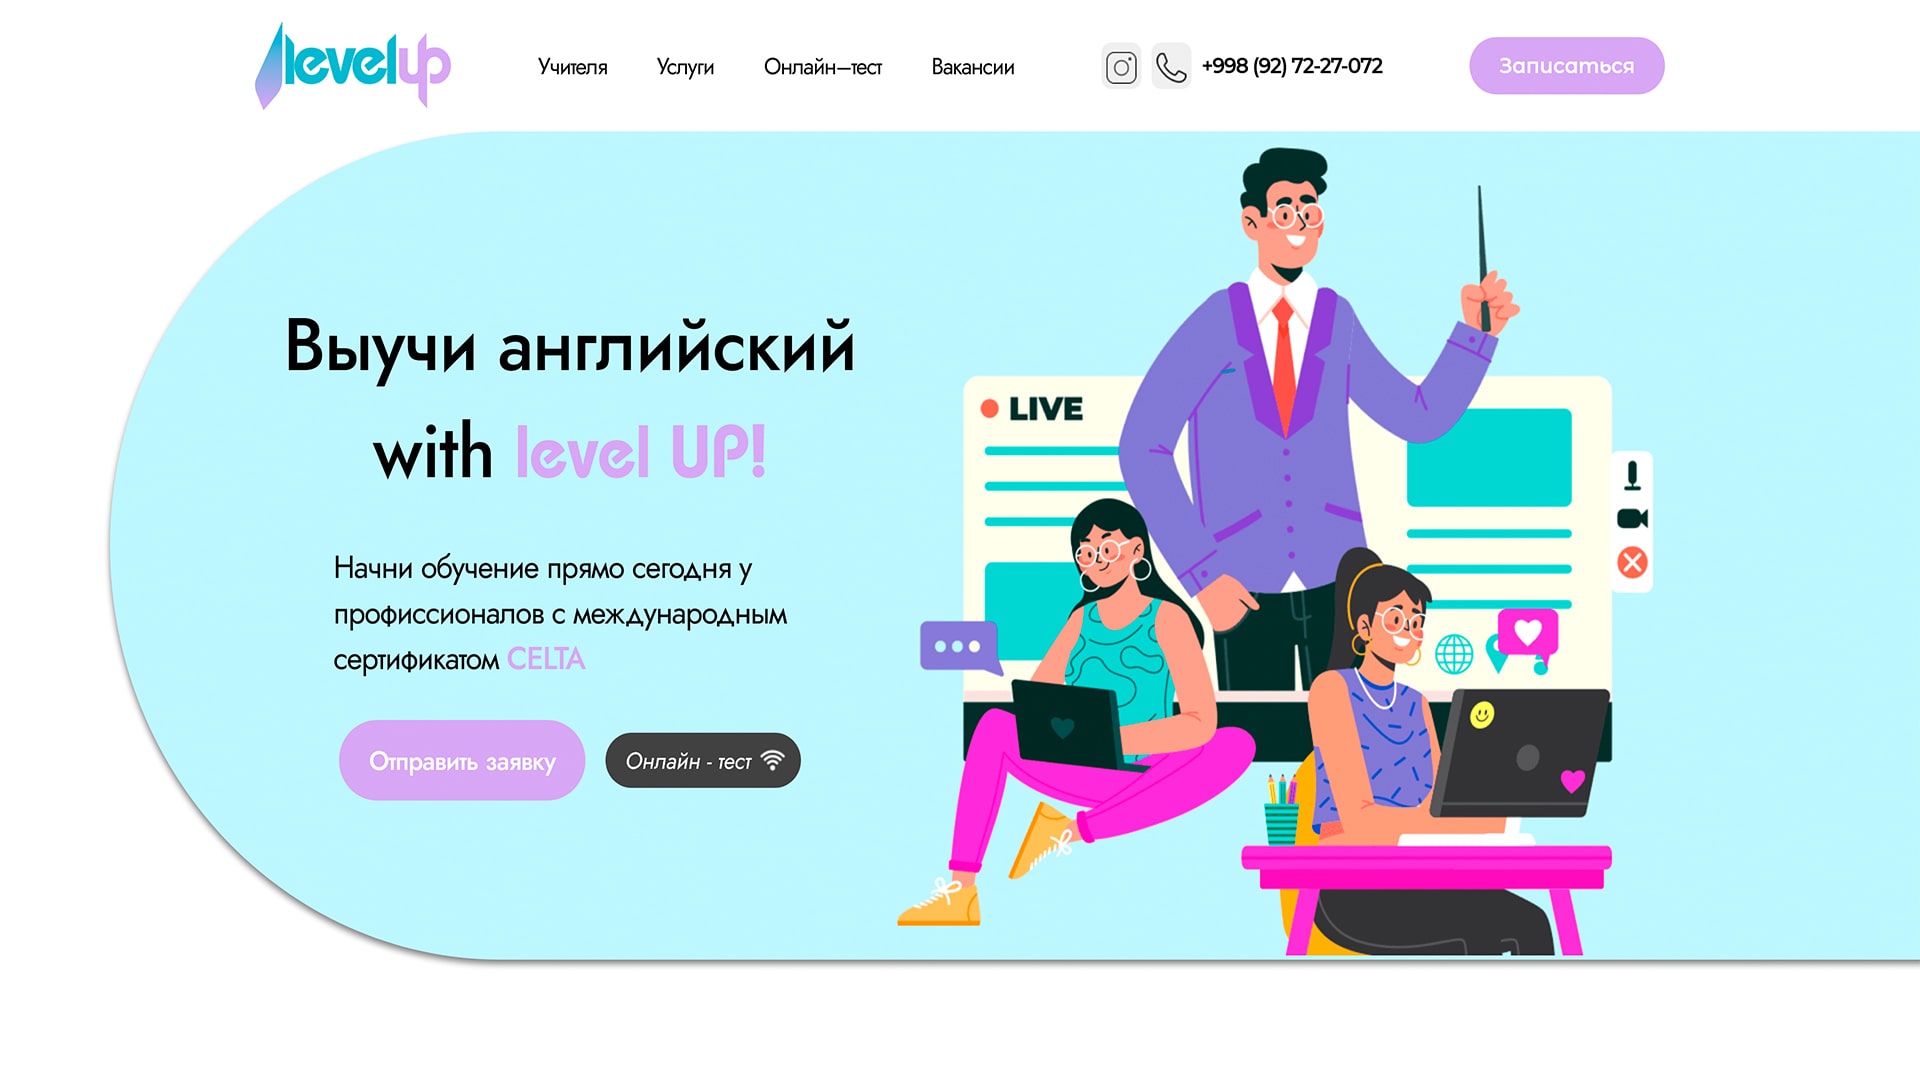 levelup
Учителя
Услуги
Онлайн—тест
Вакансии
+998 (92) 72-27-072
Записаться
Выучи английский
with level UP!
Начни обучение прямо сегодня у
профиссионалов с международным
сертификатом CELTA
Отправить заявку
Онлайн - тест
LIVE